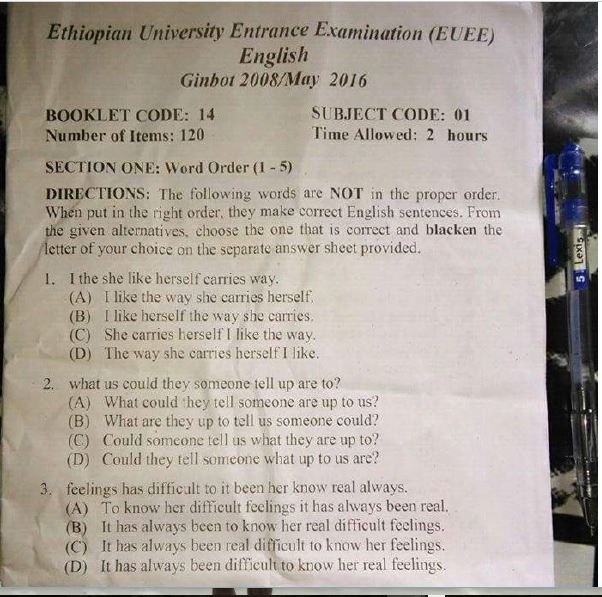 Ethiopian University Entrance Examination (EUEE)
English
Ginbot 2008/May 2016
BOOKLET CODE: 14 SUBJECT CODE: 01
Number of Items: 120 Time Allowed: 2 hours
SECTION ONE: Word Order (1 - 5)
DIRECTIONS: The following words are NOT in the proper order.
When put in the right order, they make correct English sentences. From
the given alternatives, choose the one that is correct and blacken the
letter of your choice on the separate answer sheet provided.
1. I the she like herself carries way.
(A) I like the way she carries herself.
(B) I like herself the way she carries.
(C) She carries herself I like the way.
(D) The way she carries herself I like.
2. what us could they someone tell up are to?
(A) What could they tell someone are up to us?
(B) What are they up to tell us someone could?
(C) Could someone tell us what they are up to?
(D) Could they tell someone what up to us are?
3. feelings has difficult to it been her know real always.
(A) To know her difficult feelings it has always been real.
(B) It has always been to know her real difficult feelings.
(C) It has always been real difficult to know her feelings.
(D) It has always been difficult to know her real feelings.
Lexi 5